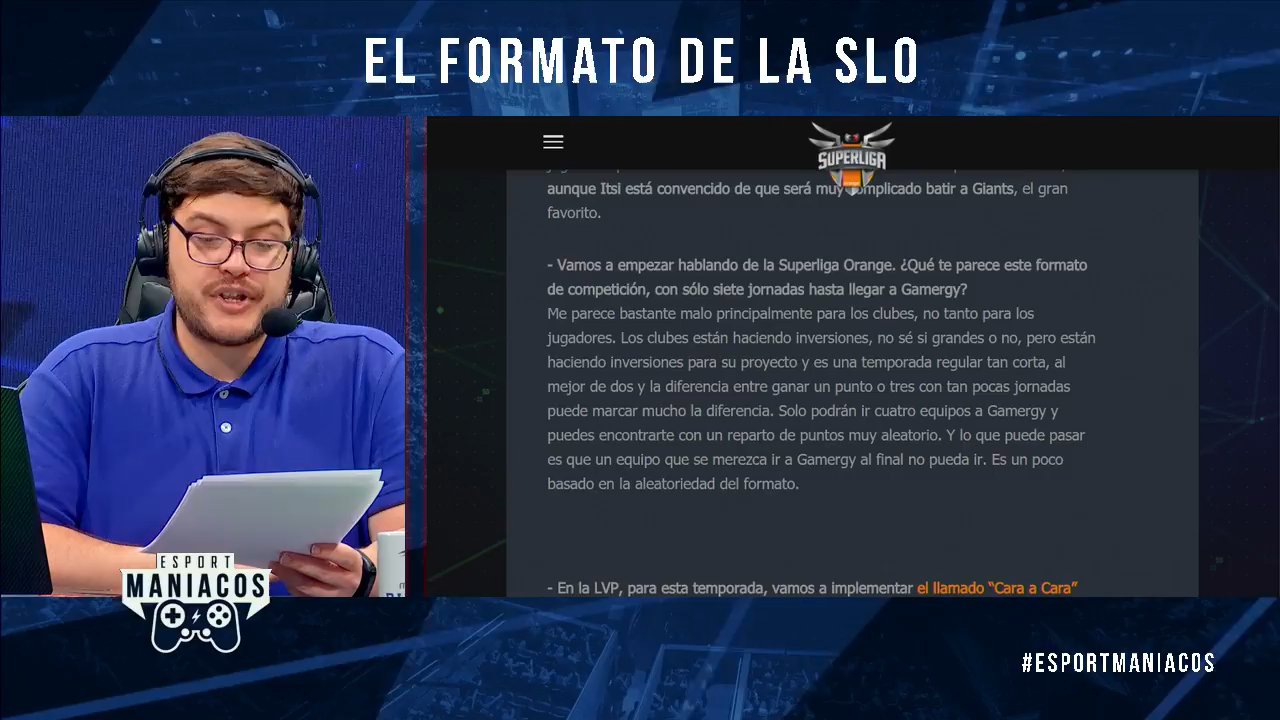 EL FORMATO DE LA SLO
SUPERLIGA
aunque Itsi está convencido de que será muy complicado batir a Giants, el gran
favorito.
- Vamos a empezar hablando de la Superliga Orange. ¿Qué te parece este formato
de competición, con sólo siete jornadas hasta llegar a Gamergy?
Me parece bastante malo principalmente para los clubes, no tanto para los
jugadores. Los clubes están haciendo inversiones, no sé si grandes o no, pero están
haciendo inversiones para su proyecto y es una temporada regular tan corta, al
mejor de dos y la diferencia entre ganar un punto o tres con tan pocas jornadas
puede marcar mucho la diferencia. Solo podrán ir cuatro equipos a Gamergy y
puedes encontrarte con un reparto de puntos muy aleatorio. Y lo que puede pasar
es que un equipo que se merezca ir a Gamergy al final no pueda ir. Es un poco
basado en la aleatoriedad del formato.
- En la LVP, para esta temporada, vamos a implementar el llamado “Cara a Cara”
ESPORT
MANIACOS
#ESPORTMANIACOS